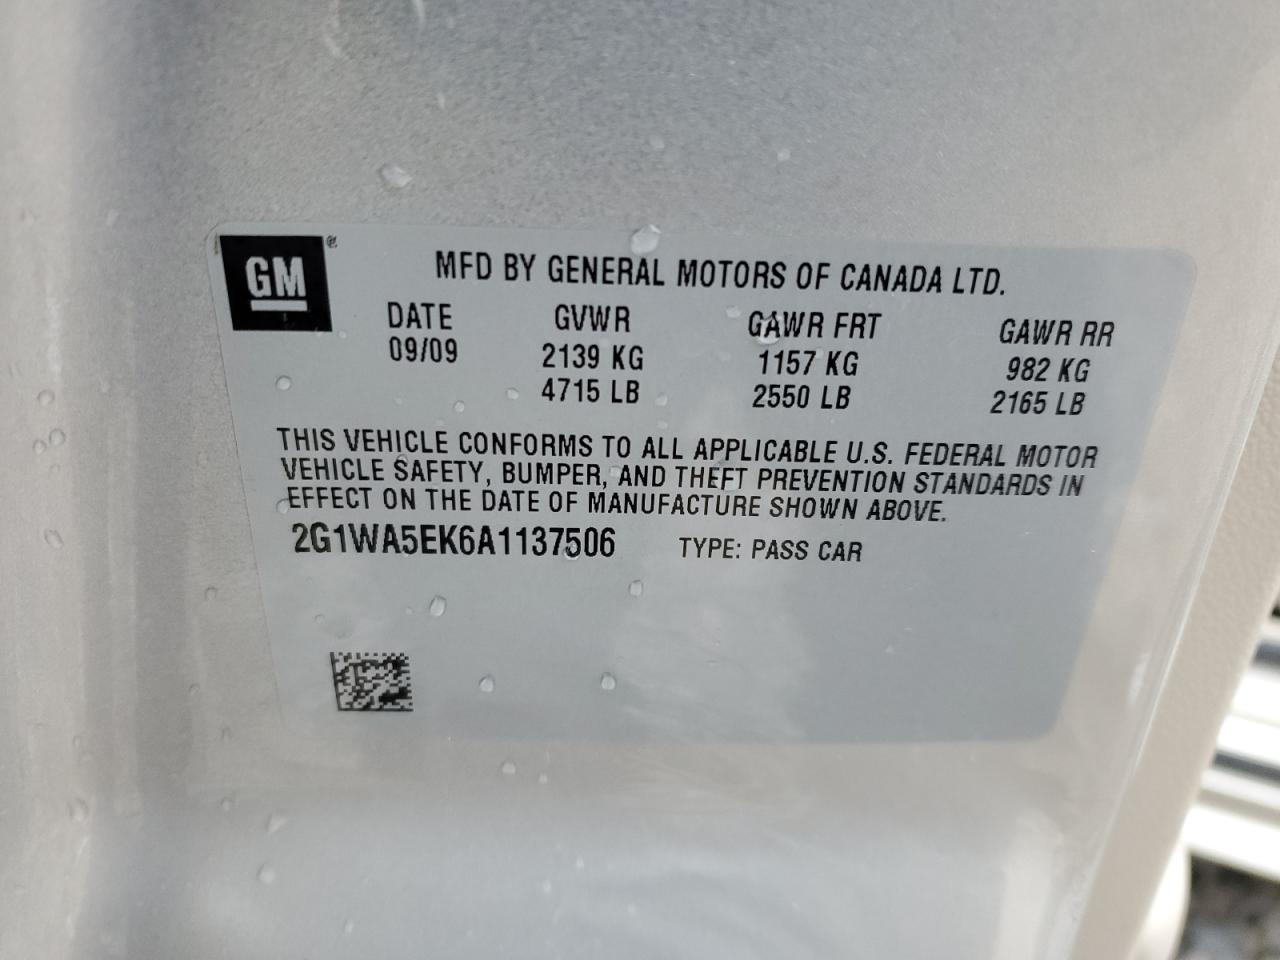 GM ®
MFD BY GENERAL MOTORS OF CANADA LTD.
DATE GVWR GAWR FRT GAWR RR
09/09 2139 KG 1157 KG 982 KG
4715 LB 2550 LB 2165 LB
THIS VEHICLE CONFORMS TO ALL APPLICABLE U.S. FEDERAL MOTOR
VEHICLE SAFETY, BUMPER, AND THEFT PREVENTION STANDARDS IN
EFFECT ON THE DATE OF MANUFACTURE SHOWN ABOVE.
2G1WA5EK6A1137506 TYPE: PASS CAR